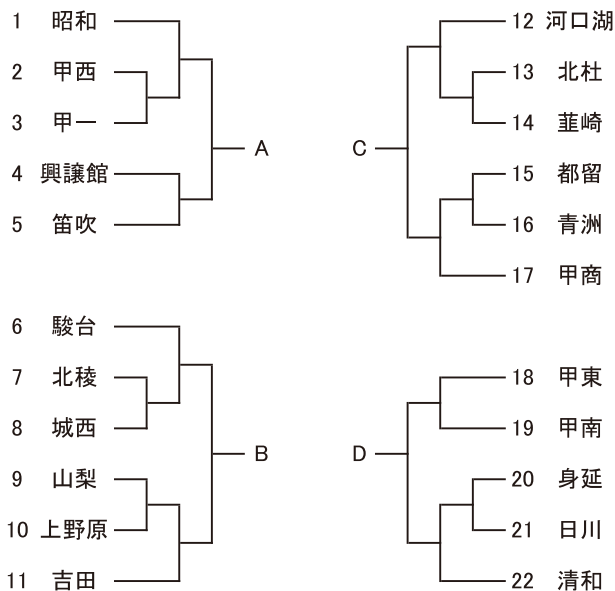 1 昭和
2 甲西
3 甲一
4 興譲館
5 笛吹
A
6 駿台
7 北稜
8 城西
9 山梨
10 上野原
11 吉田
B
12 河口湖
13 北杜
14 韮崎
15 都留
16 青洲
17 甲商
C
18 甲東
19 甲南
20 身延
21 日川
22 清和
D